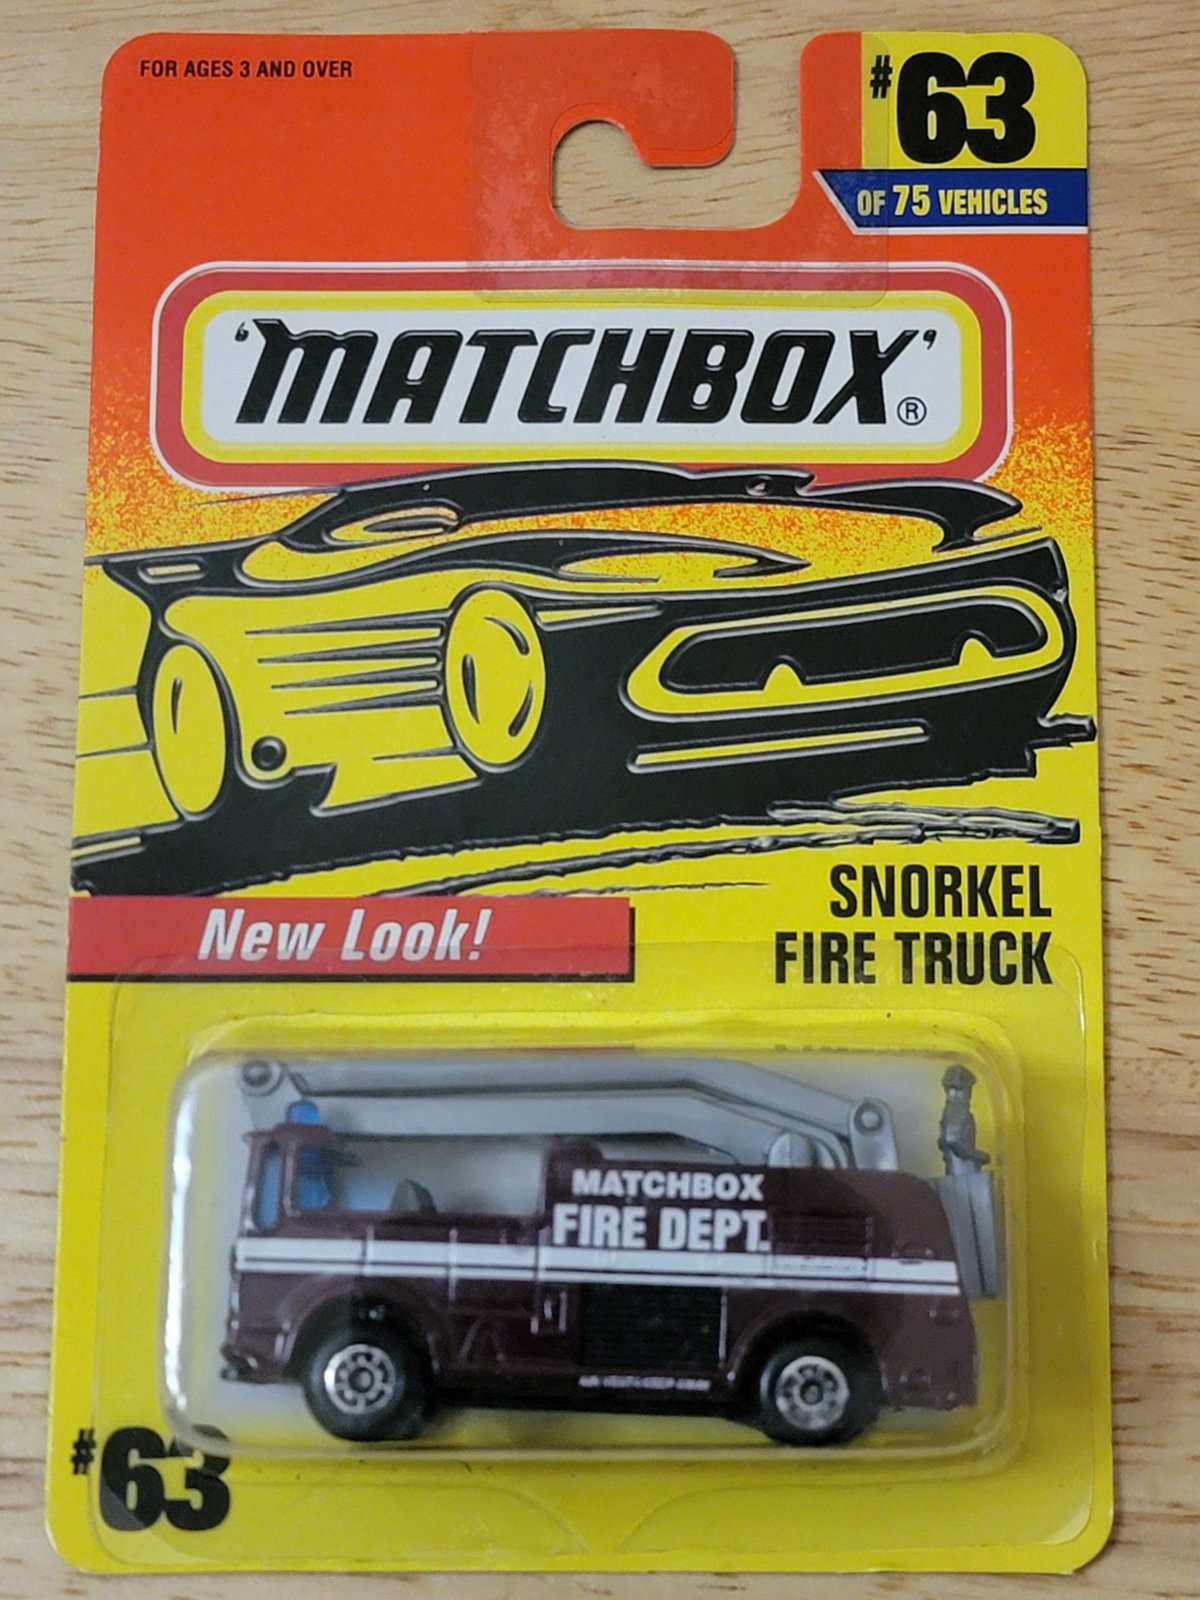 FOR AGES 3 AND OVER
#63
OF 75 VEHICLES
'MATCHBOX'®
SNORKEL
FIRE TRUCK
New Look!
MATCHBOX
FIRE DEPT.
#63